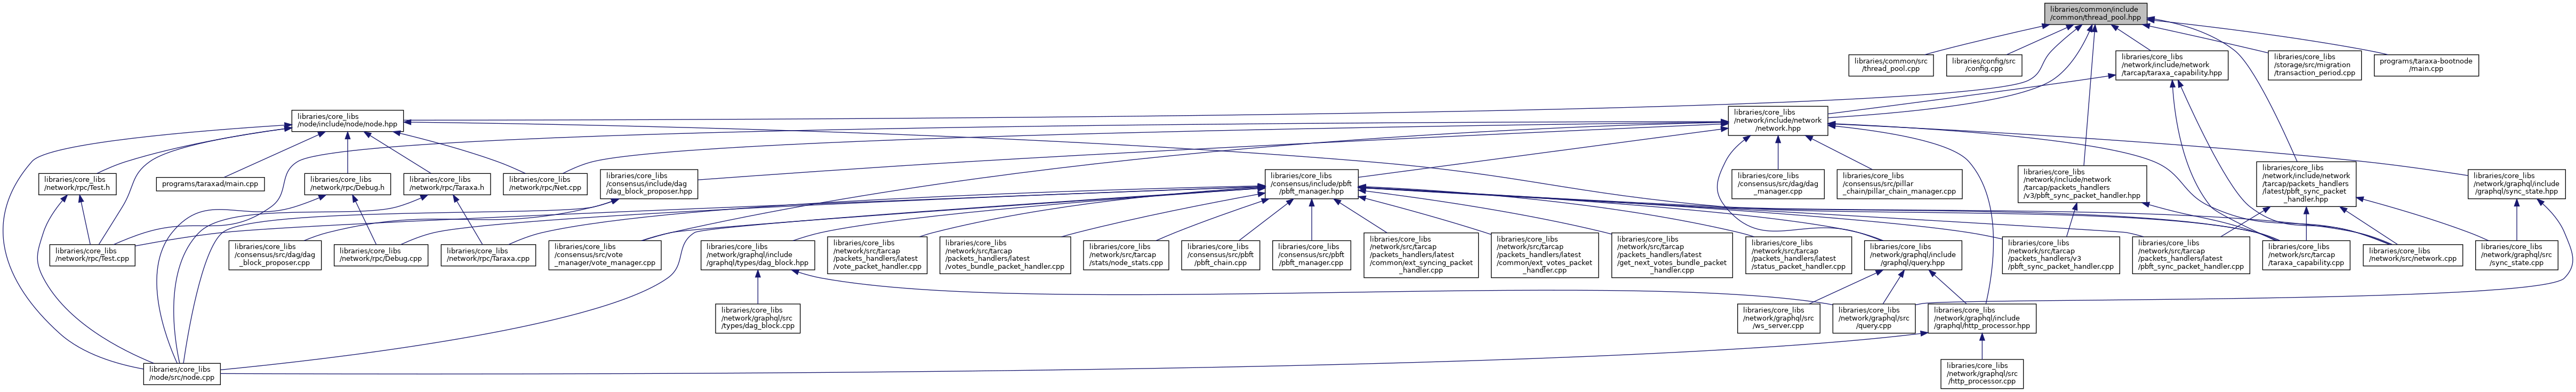 libraries/common/include
/common/thread_pool.hpp
libraries/common/src
/thread_pool.cpp
libraries/config/src
/config.cpp
libraries/core_libs
/network/include/network
/tarcap/taraxa_capability.hpp
libraries/core_libs
/storage/src/migration
/transaction_period.cpp
programs/taraxa-bootnode
/main.cpp
libraries/core_libs
/node/include/node/node.hpp
libraries/core_libs
/network/include/network
/network.hpp
libraries/core_libs
/network/rpc/Test.h
programs/taraxad/main.cpp
libraries/core_libs
/network/rpc/Debug.h
libraries/core_libs
/network/rpc/Taraxa.h
libraries/core_libs
/network/rpc/Net.cpp
libraries/core_libs
/consensus/include/dag
/dag_block_proposer.hpp
libraries/core_libs
/consensus/include/pbft
/pbft_manager.hpp
libraries/core_libs
/consensus/src/dag/dag
_manager.cpp
libraries/core_libs
/consensus/src/pillar
_chain/pillar_chain_manager.cpp
libraries/core_libs
/network/include/network
/tarcap/packets_handlers
/v3/pbft_sync_packet_handler.hpp
libraries/core_libs
/network/include/network
/tarcap/packets_handlers
/latest/pbft_sync_packet
_handler.hpp
libraries/core_libs
/network/graphql/include
/graphql/sync_state.hpp
libraries/core_libs
/network/rpc/Test.cpp
libraries/core_libs
/consensus/src/dag/dag
_block_proposer.cpp
libraries/core_libs
/network/rpc/Debug.cpp
libraries/core_libs
/network/rpc/Taraxa.cpp
libraries/core_libs
/consensus/src/vote
_manager/vote_manager.cpp
libraries/core_libs
/network/graphql/include
/graphql/types/dag_block.hpp
libraries/core_libs
/network/src/tarcap
/packets_handlers/latest
/vote_packet_handler.cpp
libraries/core_libs
/network/src/tarcap
/packets_handlers/latest
/votes_bundle_packet_handler.cpp
libraries/core_libs
/network/src/tarcap
/stats/node_stats.cpp
libraries/core_libs
/consensus/src/pbft
/pbft_chain.cpp
libraries/core_libs
/consensus/src/pbft
/pbft_manager.cpp
libraries/core_libs
/network/src/tarcap
/packets_handlers/latest
/common/ext_syncing_packet
_handler.cpp
libraries/core_libs
/network/src/tarcap
/packets_handlers/latest
/common/ext_votes_packet
_handler.cpp
libraries/core_libs
/network/src/tarcap
/packets_handlers/latest
/get_next_votes_bundle_packet
_handler.cpp
libraries/core_libs
/network/src/tarcap
/packets_handlers/latest
/status_packet_handler.cpp
libraries/core_libs
/network/graphql/include
/graphql/query.hpp
libraries/core_libs
/network/src/tarcap
/packets_handlers/v3
/pbft_sync_packet_handler.cpp
libraries/core_libs
/network/src/tarcap
/packets_handlers/latest
/pbft_sync_packet_handler.cpp
libraries/core_libs
/network/src/tarcap
/taraxa_capability.cpp
libraries/core_libs
/network/src/network.cpp
libraries/core_libs
/network/graphql/src
/sync_state.cpp
libraries/core_libs
/network/graphql/src
/types/dag_block.cpp
libraries/core_libs
/network/graphql/src
/ws_server.cpp
libraries/core_libs
/network/graphql/src
/query.cpp
libraries/core_libs
/network/graphql/include
/graphql/http_processor.hpp
libraries/core_libs
/node/src/node.cpp
libraries/core_libs
/network/graphql/src
/http_processor.cpp